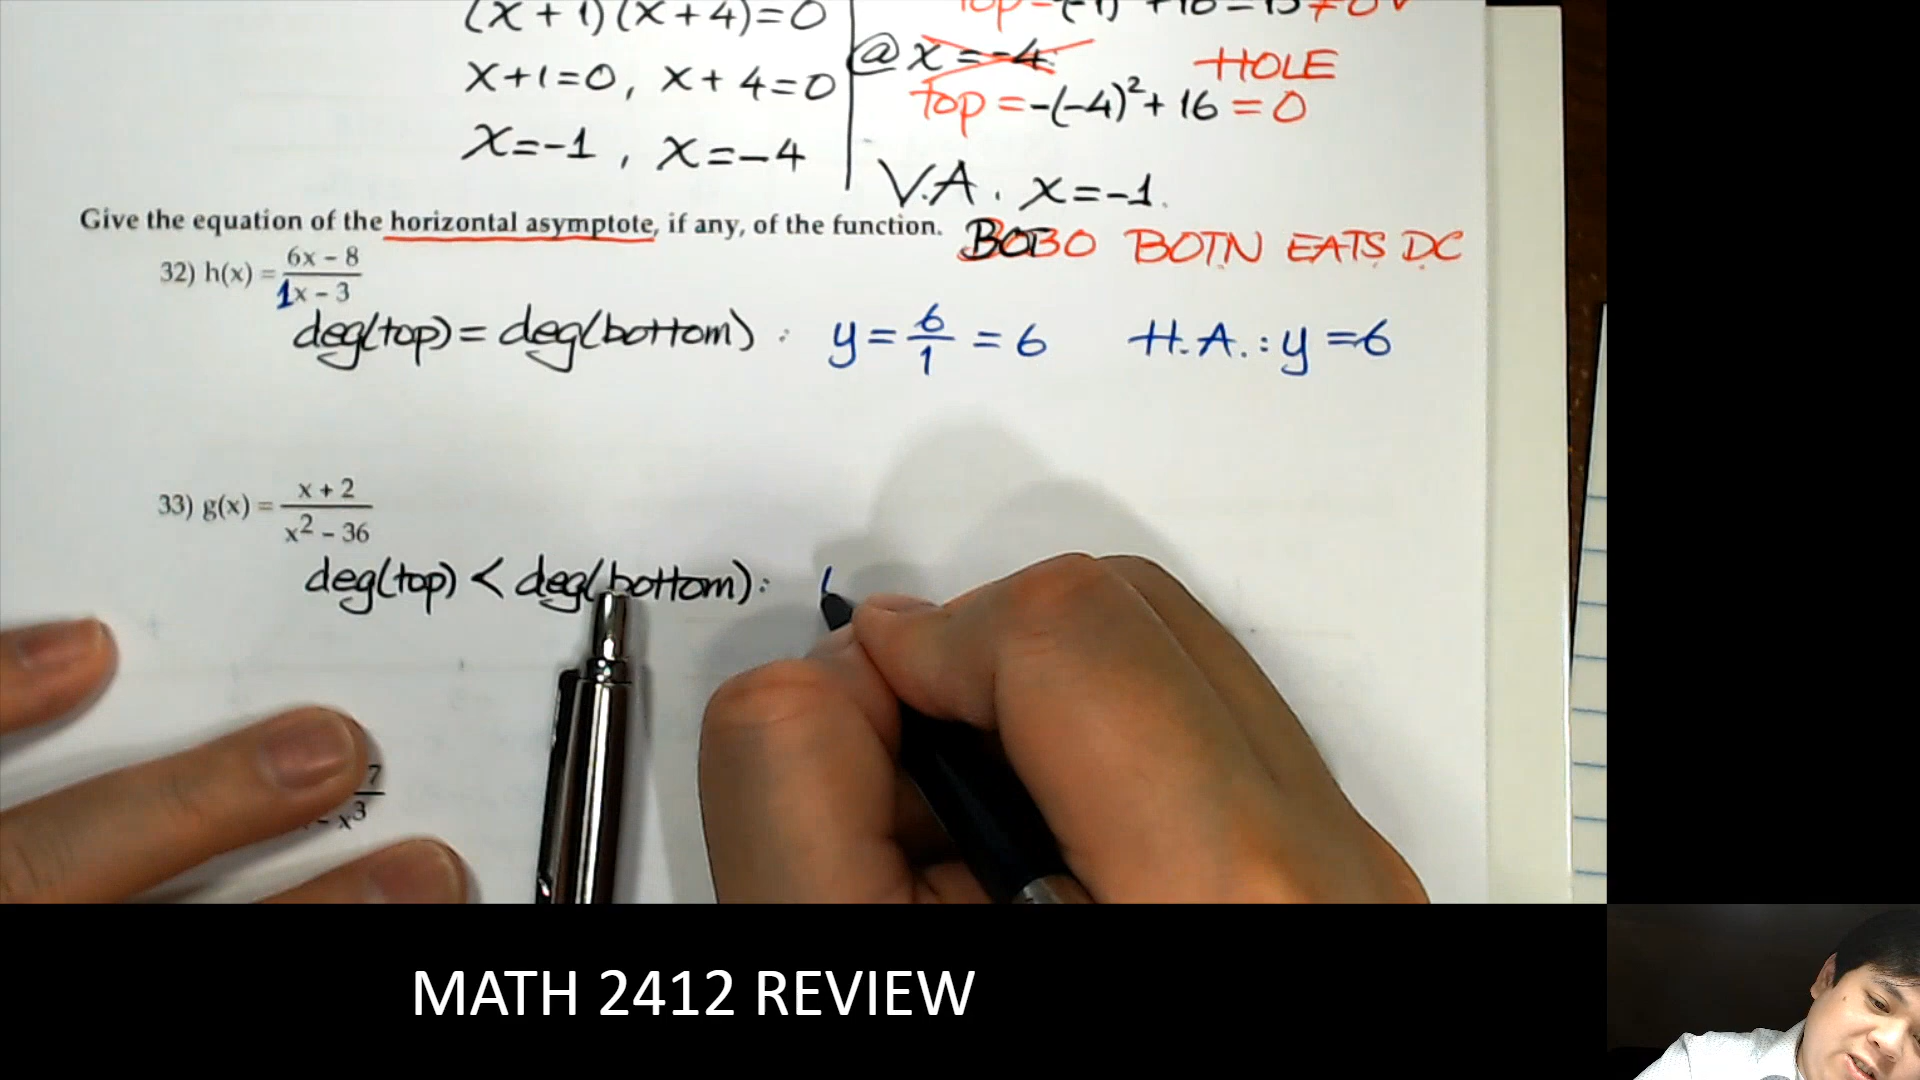 (x + 1)(x + 4) = 0
x + 1 = 0, x + 4 = 0
x = -1, x = -4
@ x = -4 HOLE
top = -(-4)² + 16 = 0
V.A. x = -1.
Give the equation of the horizontal asymptote, if any, of the function. BOBO BOTN EATS DC
32) h(x) = 6x - 8
1x - 3
deg(top) = deg(bottom): y = 6/1 = 6 H.A.: y = 6
33) g(x) = x + 2
x² - 36
deg(top) < deg(bottom):
7
- x³
MATH 2412 REVIEW